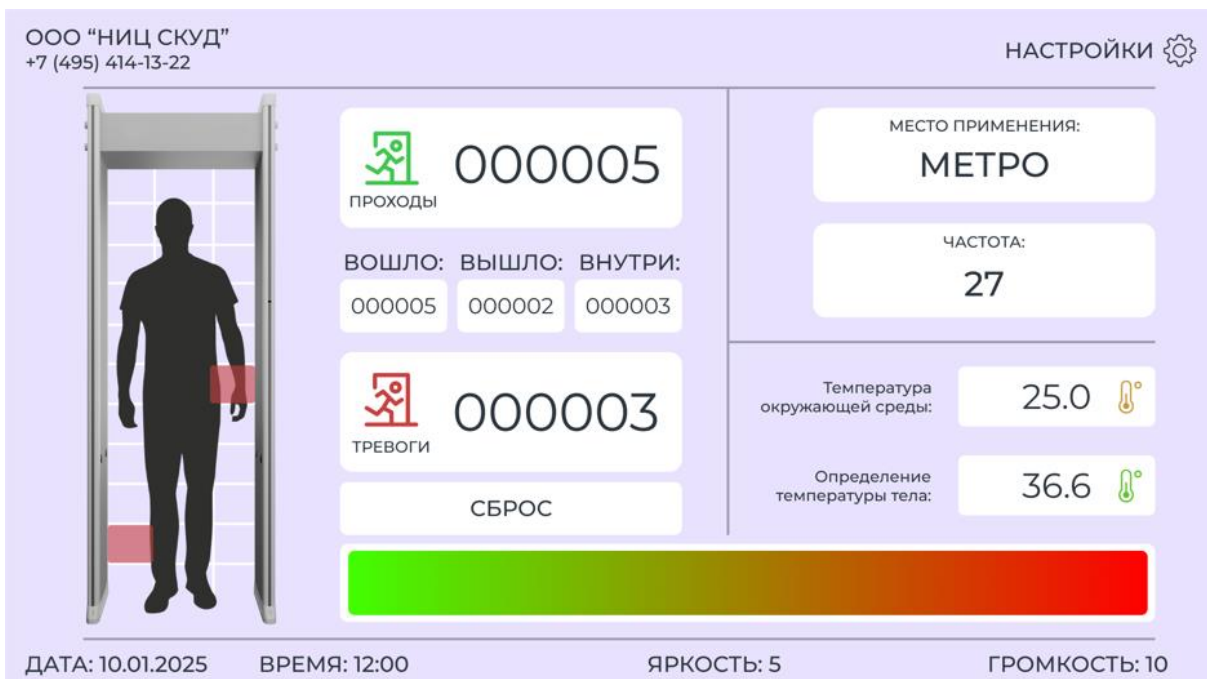 ООО “НИЦ СКУД”
+7 (495) 414-13-22
НАСТРОЙКИ
000005
ПРОХОДЫ
ВОШЛО: ВЫШЛО: ВНУТРИ:
000005 000002 000003
000003
ТРЕВОГИ
СБРОС
МЕСТО ПРИМЕНЕНИЯ:
МЕТРО
ЧАСТОТА:
27
Температура
окружающей среды:
25.0
Определение
температуры тела:
36.6
ДАТА: 10.01.2025 ВРЕМЯ: 12:00 ЯРКОСТЬ: 5 ГРОМКОСТЬ: 10